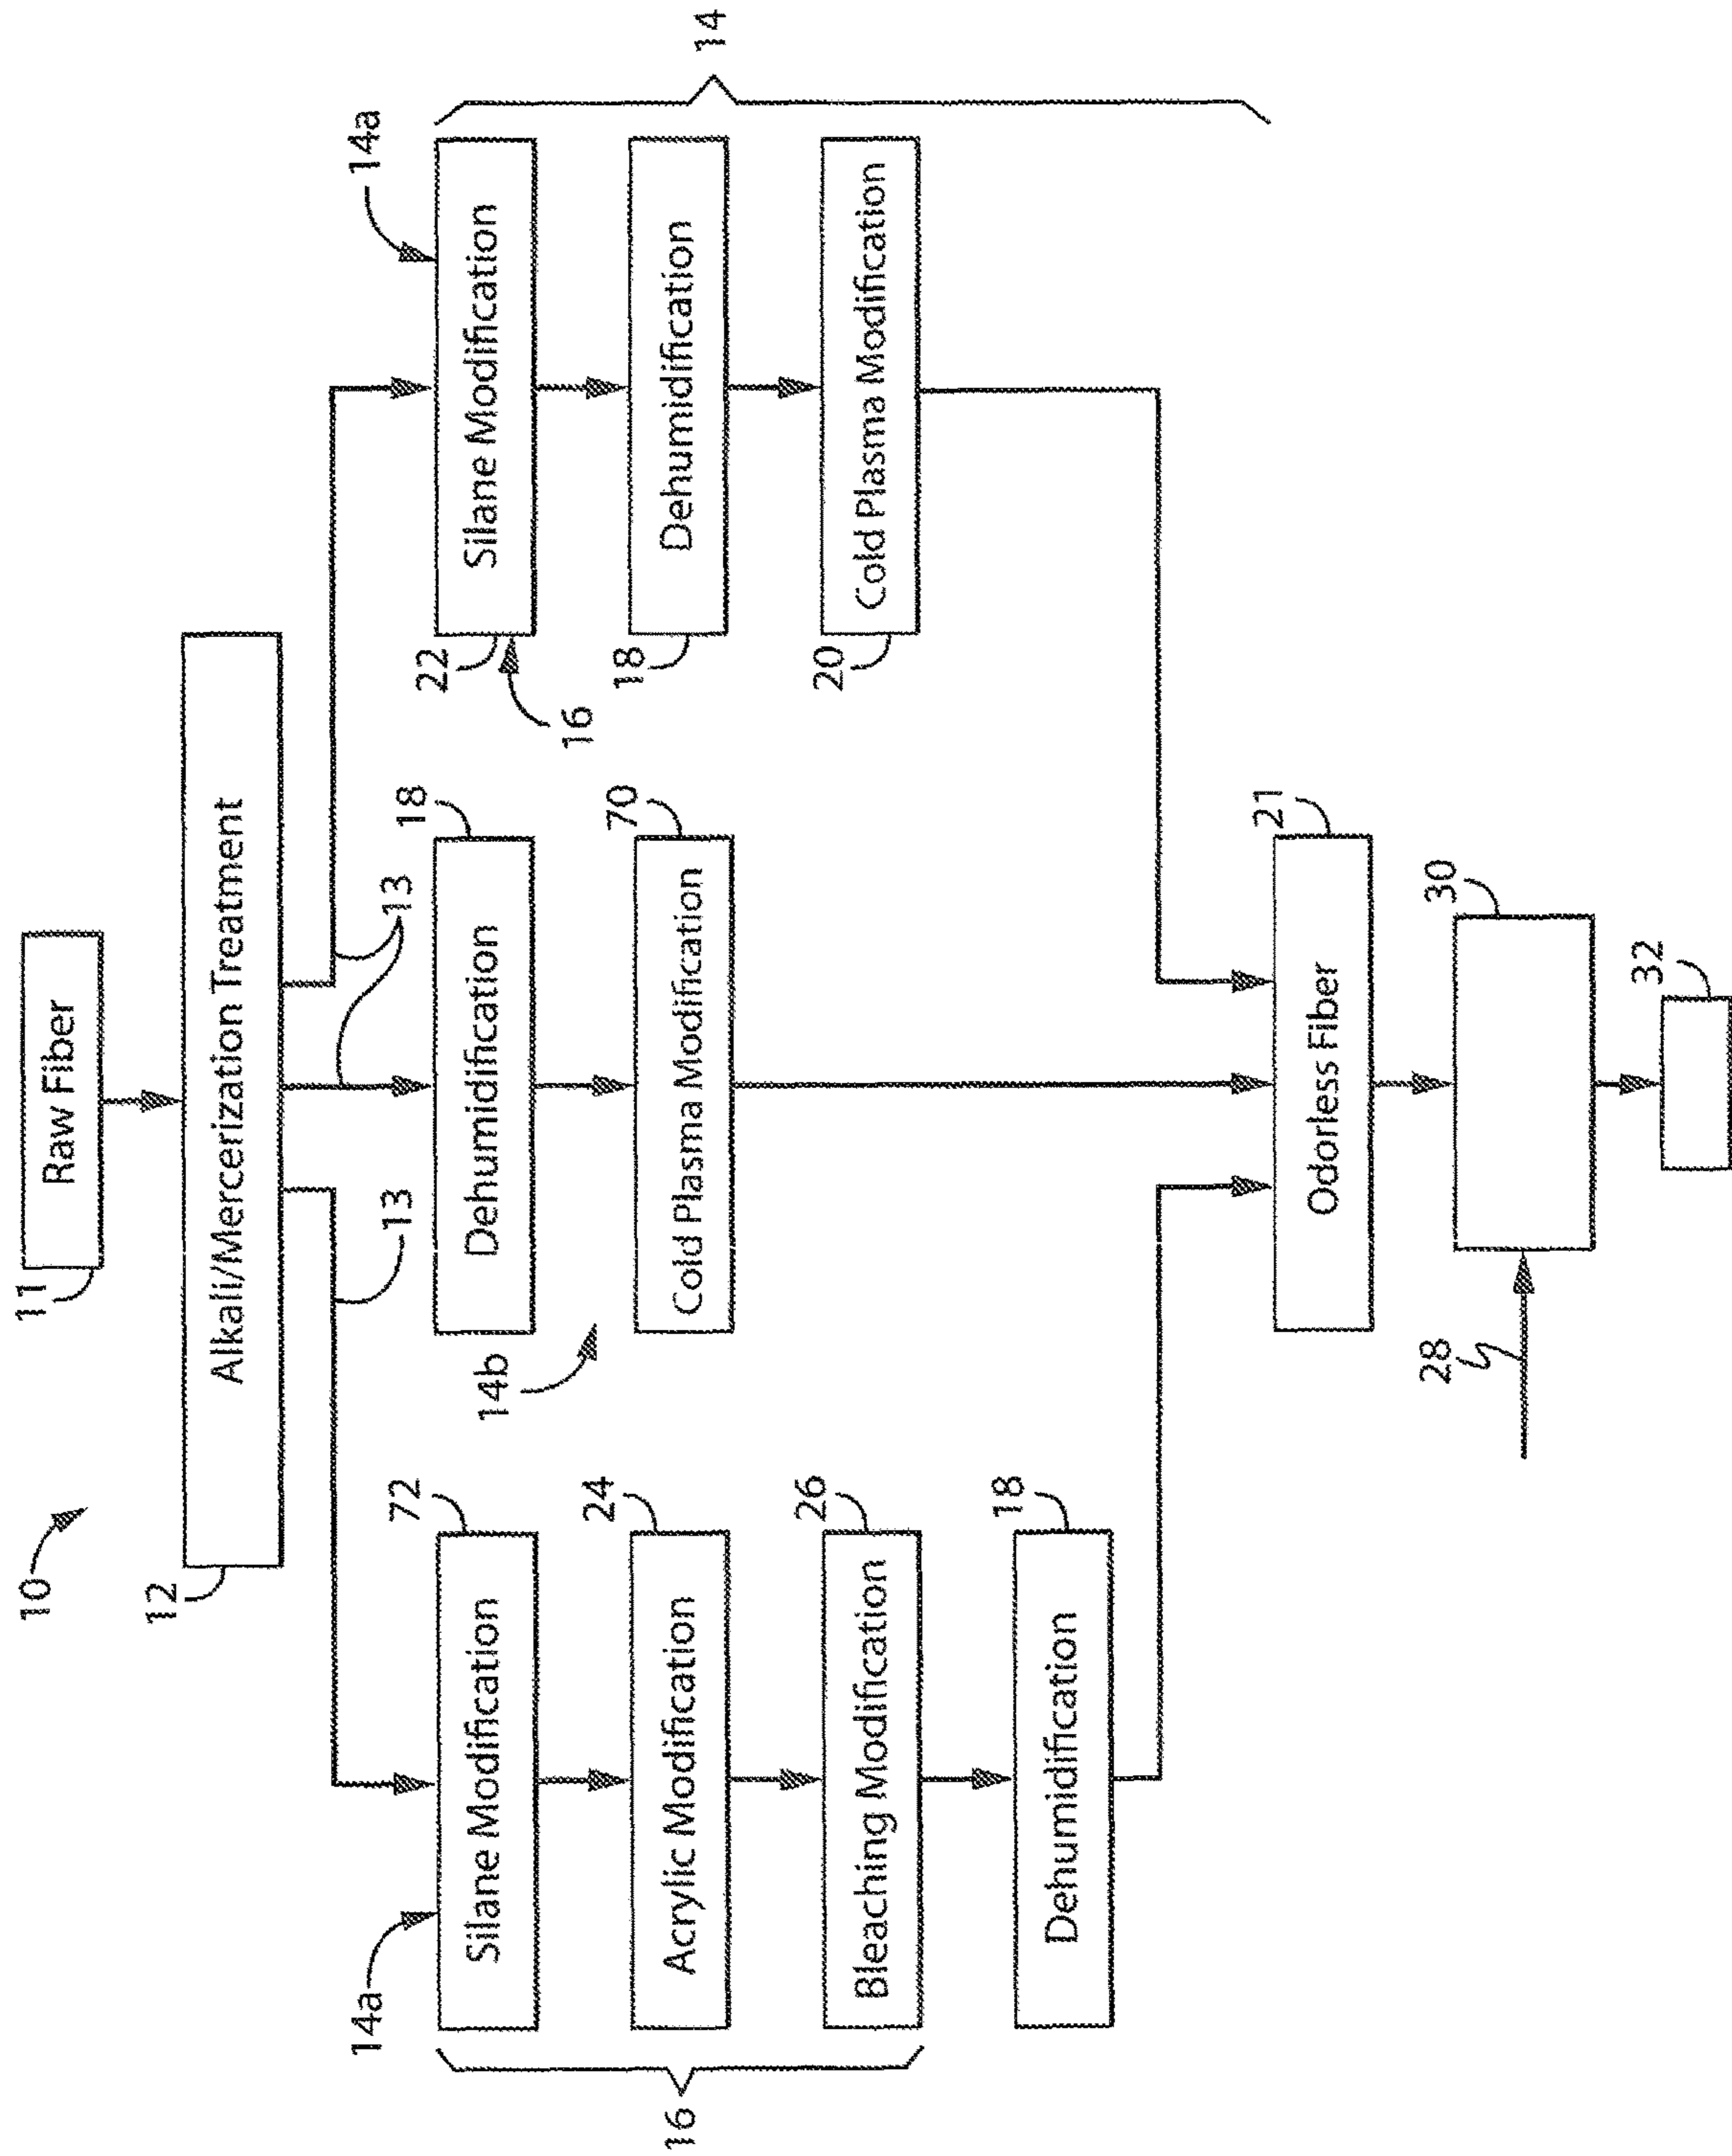 10
11
Raw Fiber
12
Alkali/Mercerization Treatment
13
13
14a
72
Silane Modification
24
Acrylic Modification
26
Bleaching Modification
16
18
Dehumidification
18
Dehumidification
14b
70
Cold Plasma Modification
14a
22
Silane Modification
16
18
Dehumidification
20
Cold Plasma Modification
14
21
Odorless Fiber
28
30
32